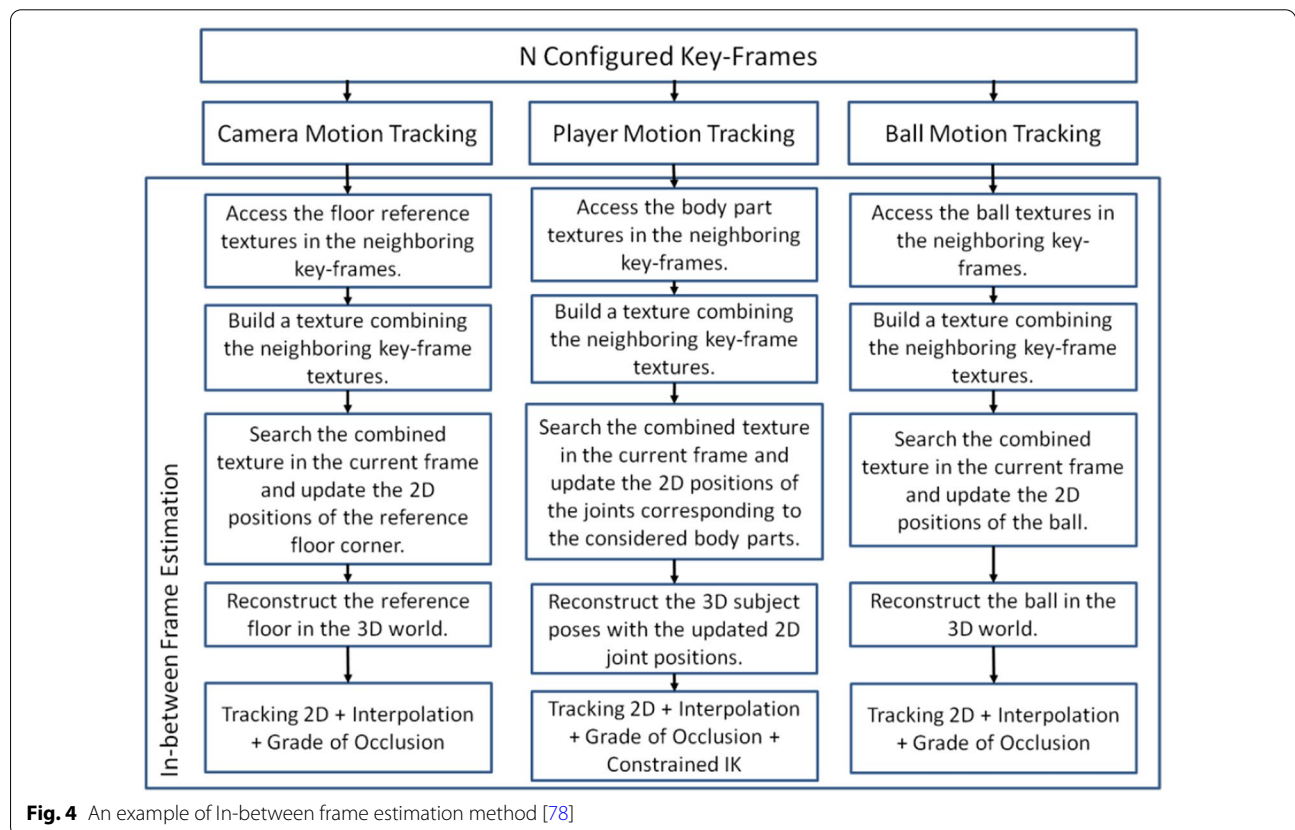 N Configured Key-Frames
Camera Motion Tracking
Player Motion Tracking
Ball Motion Tracking
In-between Frame Estimation
Access the floor reference
textures in the neighboring
key-frames.
Build a texture combining
the neighboring key-frame
textures.
Search the combined
texture in the current frame
and update the 2D
positions of the reference
floor corner.
Reconstruct the reference
floor in the 3D world.
Tracking 2D + Interpolation
+ Grade of Occlusion
Access the body part
textures in the neighboring
key-frames.
Build a texture combining
the neighboring key-frame
textures.
Search the combined texture
in the current frame and
update the 2D positions of
the joints corresponding to
the considered body parts.
Reconstruct the 3D subject
poses with the updated 2D
joint positions.
Tracking 2D + Interpolation
+ Grade of Occlusion +
Constrained IK
Access the ball textures in
the neighboring key-
frames.
Build a texture combining
the neighboring key-frame
textures.
Search the combined
texture in the current frame
and update the 2D
positions of the ball.
Reconstruct the ball in the
3D world.
Tracking 2D + Interpolation
+ Grade of Occlusion
Fig. 4 An example of In-between frame estimation method [78]